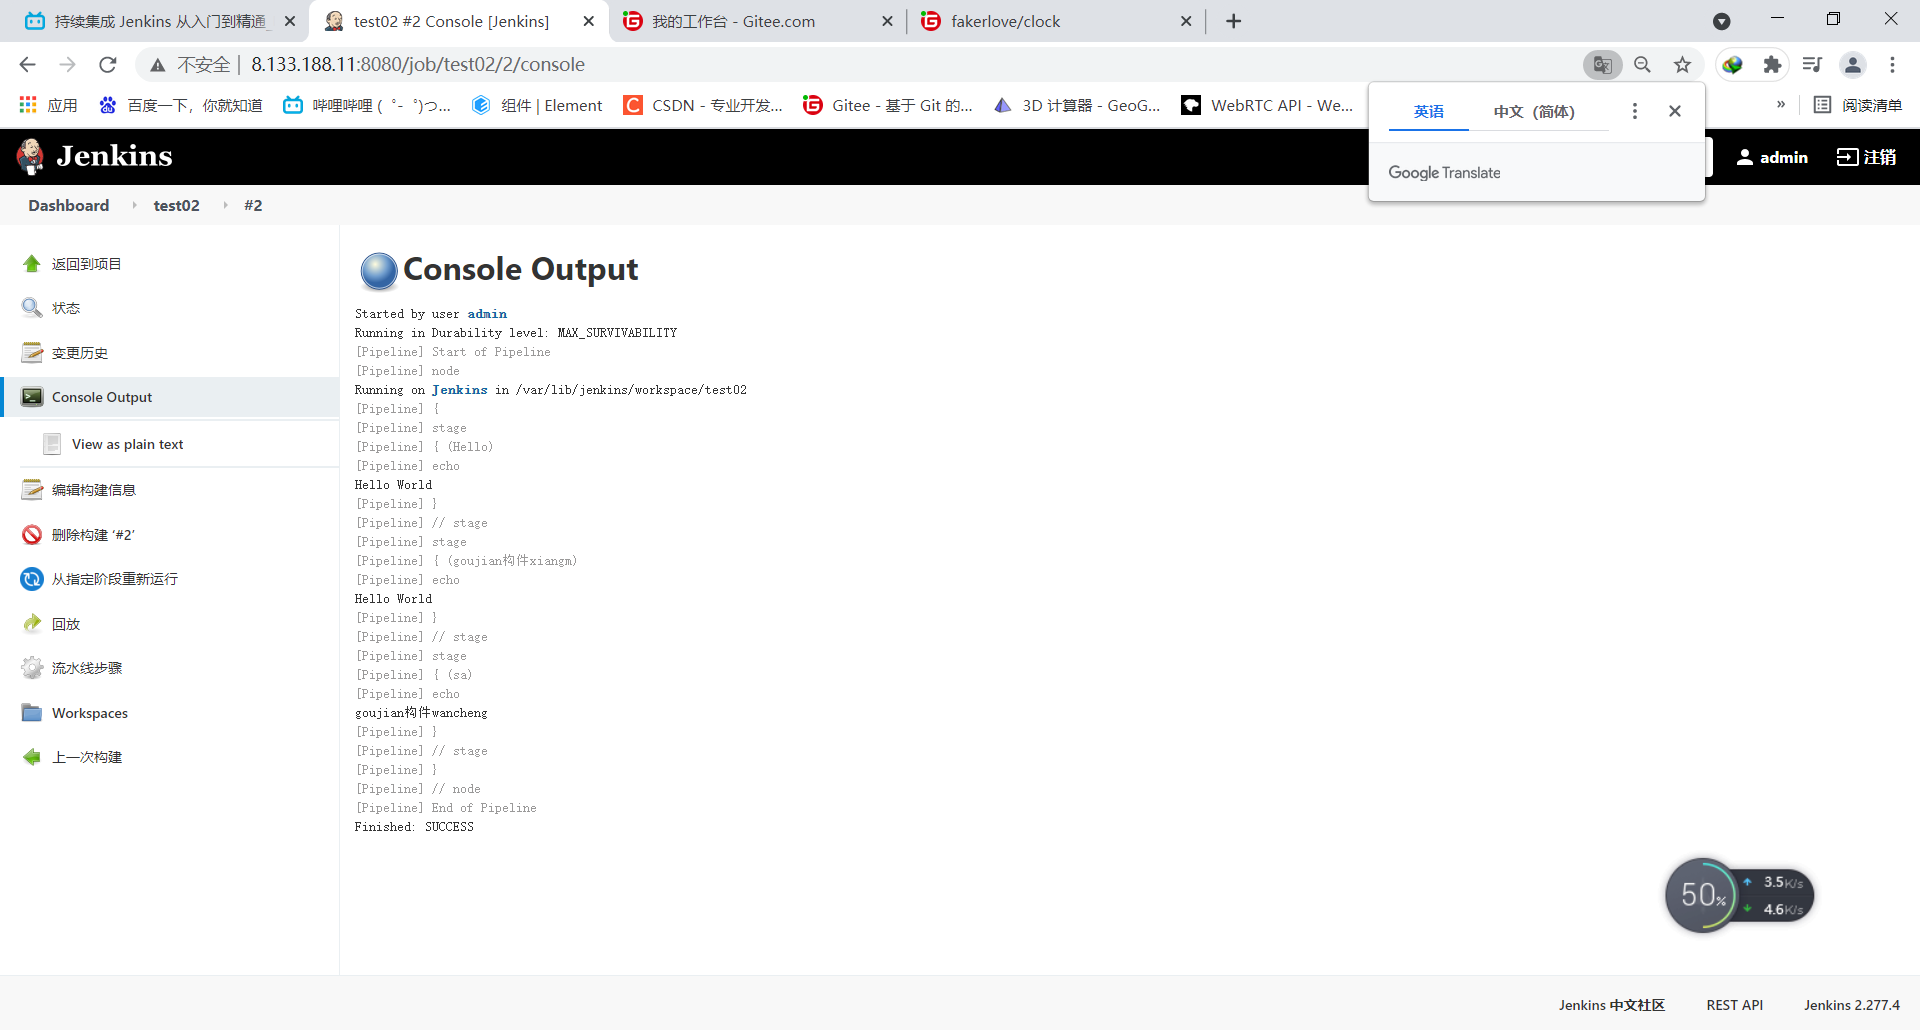 持续集成 Jenkins 从入门到精通_
test02 #2 Console [Jenkins]
我的工作台 - Gitee.com
fakerlove/clock
不安全 | 8.133.188.11:8080/job/test02/2/console
应用
百度一下，你就知道
哔哩哔哩 ( ゜- ゜)つ...
组件 | Element
CSDN - 专业开发...
Gitee - 基于 Git 的...
3D 计算器 - GeoG...
WebRTC API - We...
»
阅读清单
英语
中文（简体）
Google Translate
Jenkins
admin
注销
Dashboard
test02
#2
返回到项目
状态
变更历史
Console Output
View as plain text
编辑构建信息
删除构建 ‘#2’
从指定阶段重新运行
回放
流水线步骤
Workspaces
上一次构建
Console Output
Started by user admin
Running in Durability level: MAX_SURVIVABILITY
[Pipeline] Start of Pipeline
[Pipeline] node
Running on Jenkins in /var/lib/jenkins/workspace/test02
[Pipeline] {
[Pipeline] stage
[Pipeline] { (Hello)
[Pipeline] echo
Hello World
[Pipeline] }
[Pipeline] // stage
[Pipeline] stage
[Pipeline] { (goujian构件xiangm)
[Pipeline] echo
Hello World
[Pipeline] }
[Pipeline] // stage
[Pipeline] stage
[Pipeline] { (sa)
[Pipeline] echo
goujian构件wancheng
[Pipeline] }
[Pipeline] // stage
[Pipeline] }
[Pipeline] // node
[Pipeline] End of Pipeline
Finished: SUCCESS
50%
3.5K/s
4.6K/s
Jenkins 中文社区
REST API
Jenkins 2.277.4